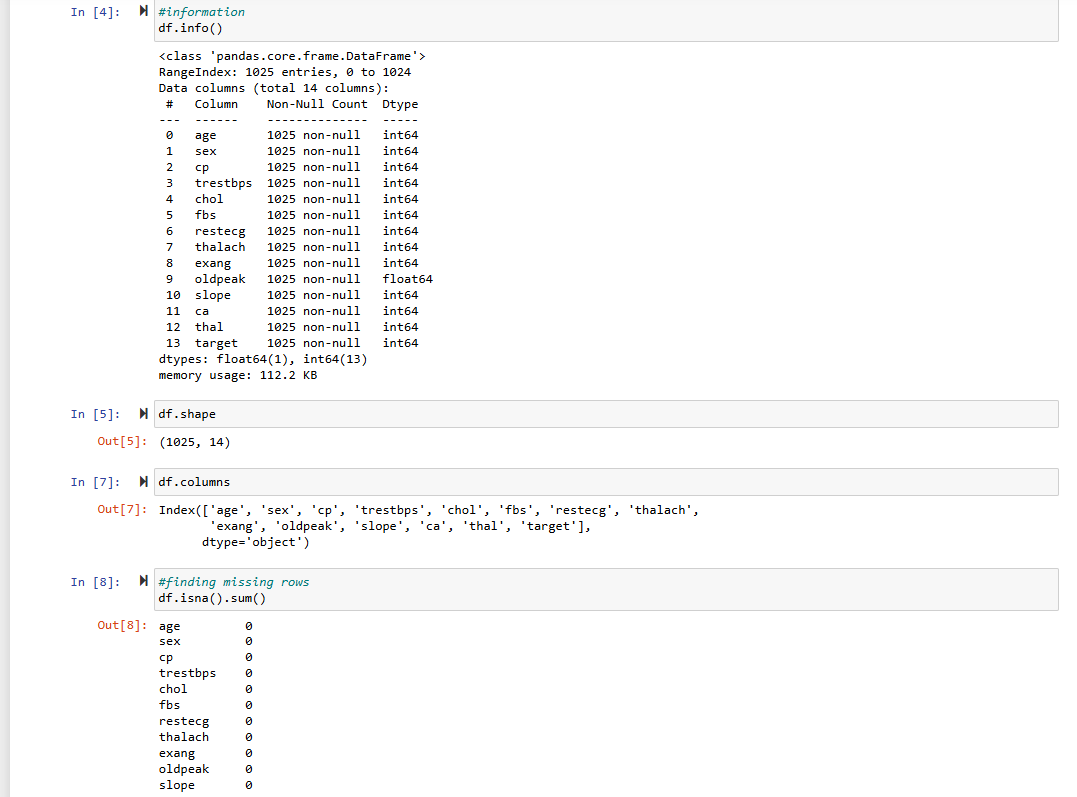 In [4]: #information
df.info()
<class 'pandas.core.frame.DataFrame'>
RangeIndex: 1025 entries, 0 to 1024
Data columns (total 14 columns):
 #   Column    Non-Null Count  Dtype
---  ------    --------------  -----
 0   age       1025 non-null   int64
 1   sex       1025 non-null   int64
 2   cp        1025 non-null   int64
 3   trestbps  1025 non-null   int64
 4   chol      1025 non-null   int64
 5   fbs       1025 non-null   int64
 6   restecg   1025 non-null   int64
 7   thalach   1025 non-null   int64
 8   exang     1025 non-null   int64
 9   oldpeak   1025 non-null   float64
 10  slope     1025 non-null   int64
 11  ca        1025 non-null   int64
 12  thal      1025 non-null   int64
 13  target    1025 non-null   int64
dtypes: float64(1), int64(13)
memory usage: 112.2 KB
In [5]: df.shape
Out[5]: (1025, 14)
In [7]: df.columns
Out[7]: Index(['age', 'sex', 'cp', 'trestbps', 'chol', 'fbs', 'restecg', 'thalach',
       'exang', 'oldpeak', 'slope', 'ca', 'thal', 'target'],
      dtype='object')
In [8]: #finding missing rows
df.isna().sum()
Out[8]: age         0
sex         0
cp          0
trestbps    0
chol        0
fbs         0
restecg     0
thalach     0
exang       0
oldpeak     0
slope       0